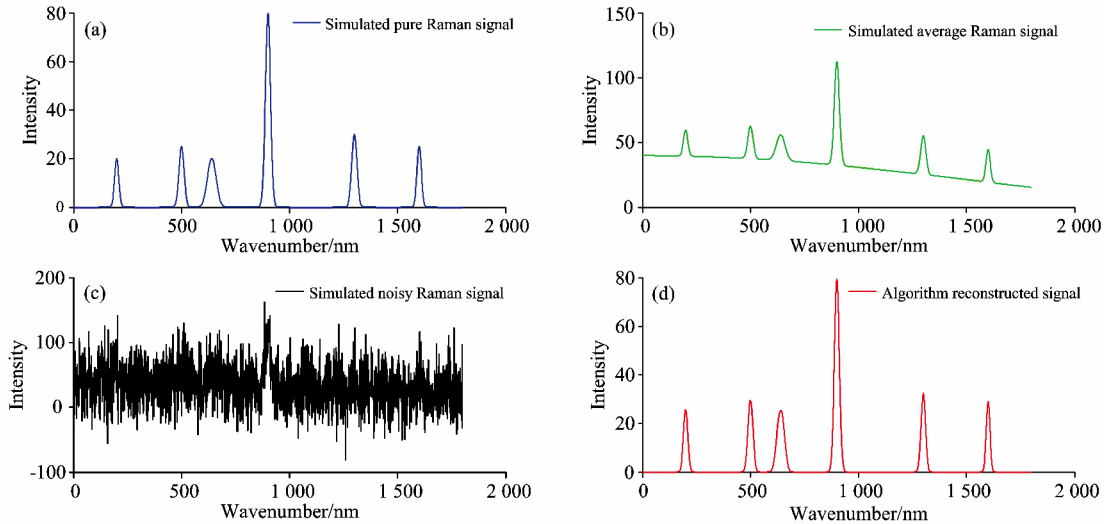 (a)
Simulated pure Raman signal
80
60
40
20
0
Intensity
0
500
1 000
1 500
2 000
Wavenumber/nm
(b)
Simulated average Raman signal
150
100
50
0
Intensity
0
500
1 000
1 500
2 000
Wavenumber/nm
(c)
Simulated noisy Raman signal
200
100
0
-100
Intensity
0
500
1 000
1 500
2 000
Wavenumber/nm
(d)
Algorithm reconstructed signal
80
60
40
20
0
Intensity
0
500
1 000
1 500
2 000
Wavenumber/nm